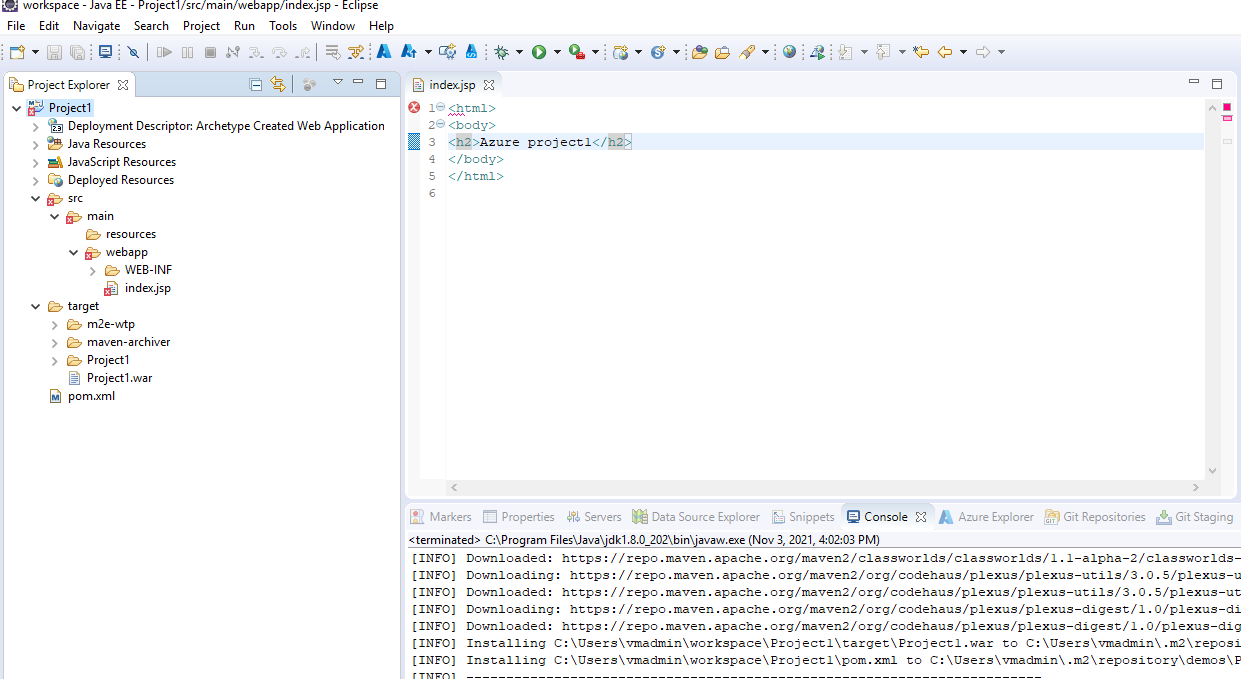 workspace - Java EE - Project1/src/main/webapp/index.jsp - Eclipse
File Edit Navigate Search Project Run Tools Window Help
Project Explorer
index.jsp
Project1
Deployment Descriptor: Archetype Created Web Application
Java Resources
JavaScript Resources
Deployed Resources
src
main
resources
webapp
WEB-INF
index.jsp
target
m2e-wtp
maven-archiver
Project1
Project1.war
pom.xml
1 <html>
2 <body>
3 <h2>Azure project1</h2>
4 </body>
5 </html>
6
Markers Properties Servers Data Source Explorer Snippets Console Azure Explorer Git Repositories Git Staging
<terminated> C:\Program Files\Java\jdk1.8.0_202\bin\javaw.exe (Nov 3, 2021, 4:02:03 PM)
[INFO] Downloaded: https://repo.maven.apache.org/maven2/classworlds/classworlds/1.1-alpha-2/classworlds-
[INFO] Downloading: https://repo.maven.apache.org/maven2/org/codehaus/plexus/plexus-utils/3.0.5/plexus-u
[INFO] Downloaded: https://repo.maven.apache.org/maven2/org/codehaus/plexus/plexus-utils/3.0.5/plexus-ut
[INFO] Downloading: https://repo.maven.apache.org/maven2/org/codehaus/plexus/plexus-digest/1.0/plexus-di
[INFO] Downloaded: https://repo.maven.apache.org/maven2/org/codehaus/plexus/plexus-digest/1.0/plexus-dig
[INFO] Installing C:\Users\vmadmin\workspace\Project1\target\Project1.war to C:\Users\vmadmin\.m2\reposi
[INFO] Installing C:\Users\vmadmin\workspace\Project1\pom.xml to C:\Users\vmadmin\.m2\repository\demos\P
[INFO] ------------------------------------------------------------------------